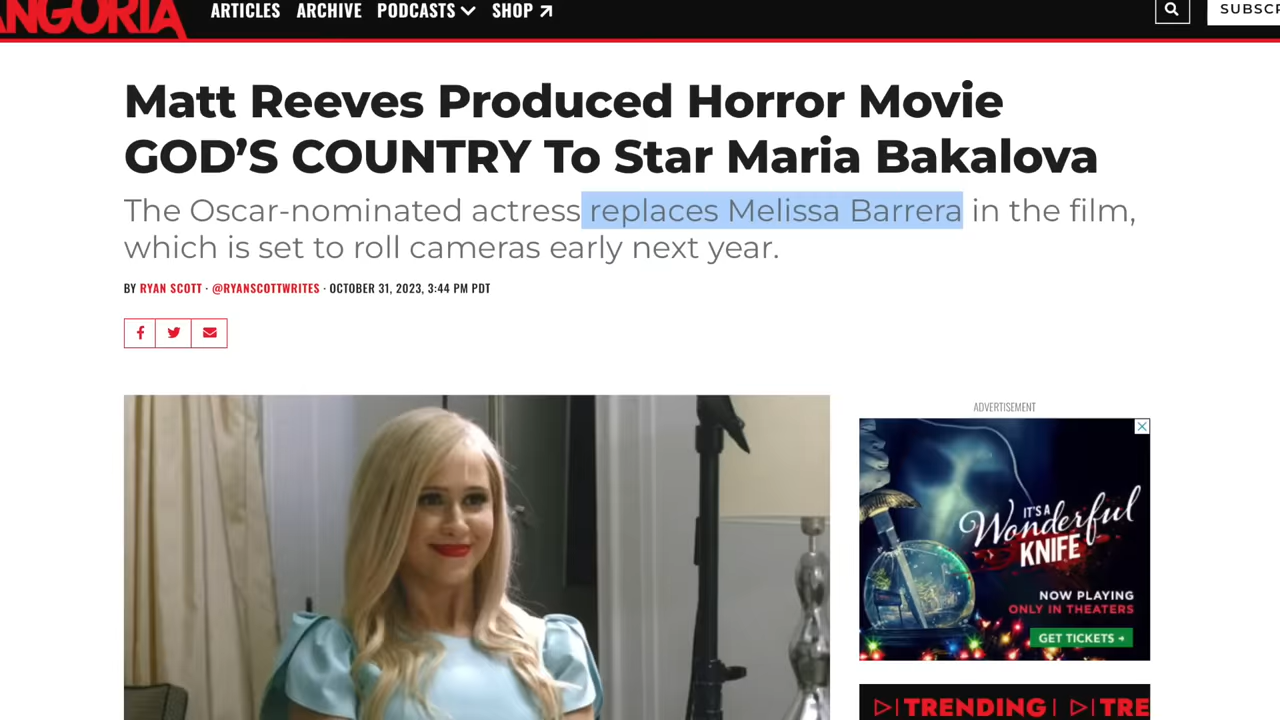 ANGORIA
ARTICLES ARCHIVE PODCASTS SHOP
SUBSCR
Matt Reeves Produced Horror Movie
GOD’S COUNTRY To Star Maria Bakalova
The Oscar-nominated actress replaces Melissa Barrera in the film,
which is set to roll cameras early next year.
BY RYAN SCOTT · @RYANSCOTTWRITES · OCTOBER 31, 2023, 3:44 PM PDT
ADVERTISEMENT
IT'S A
Wonderful
KNIFE
NOW PLAYING
ONLY IN THEATERS
GET TICKETS
TRENDING | TRE